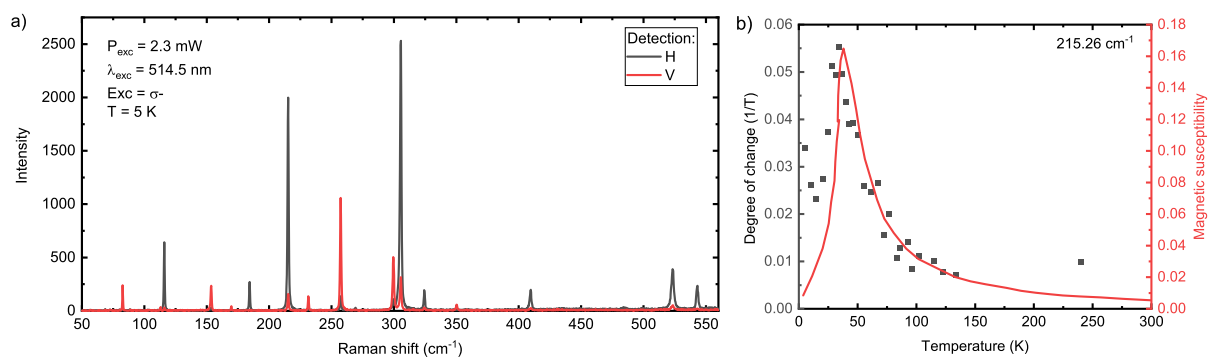 a)
P_exc = 2.3 mW
λ_exc = 514.5 nm
Exc = σ-
T = 5 K
Detection:
H
V
Intensity
2500
2000
1500
1000
500
0
50 100 150 200 250 300 350 400 450 500 550
Raman shift (cm⁻¹)
b)
215.26 cm⁻¹
Degree of change (1/T)
0.06
0.05
0.04
0.03
0.02
0.01
0.00
0 50 100 150 200 250 300
Temperature (K)
0.18
0.16
0.14
0.12
0.10
0.08
0.06
0.04
0.02
0.00
Magnetic susceptibility